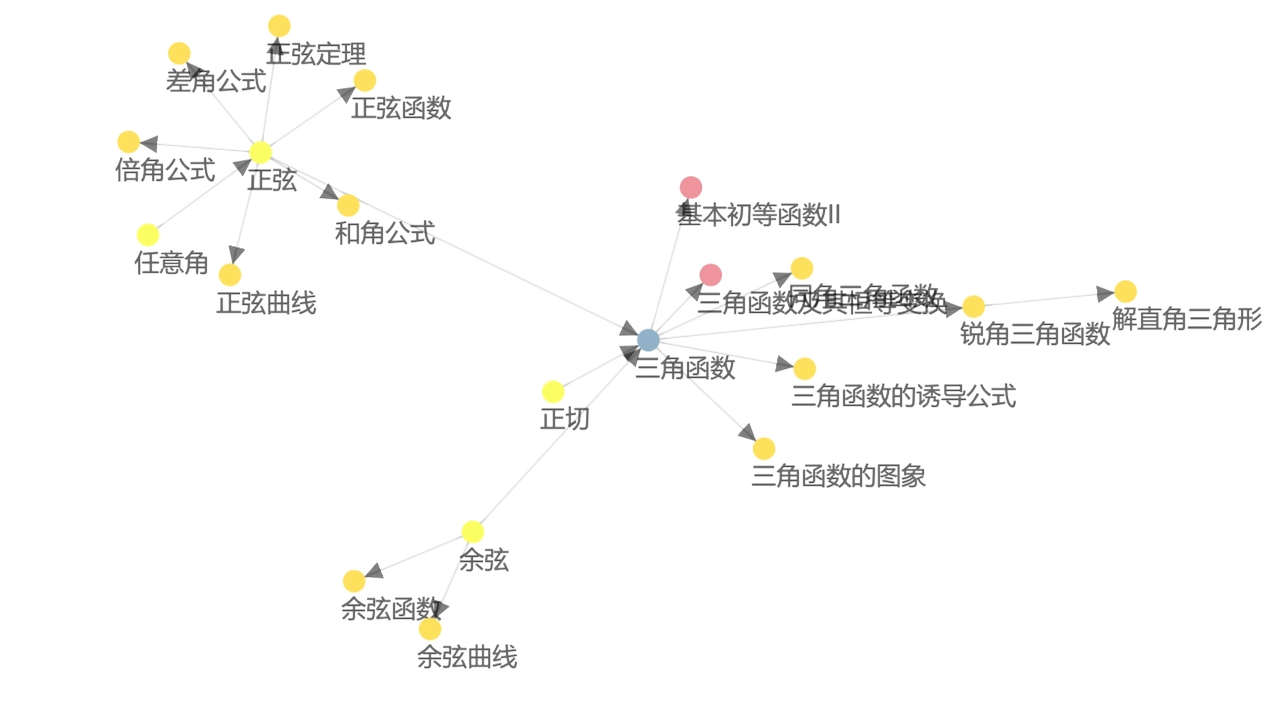 正弦定理
差角公式
正弦函数
倍角公式
正弦
和角公式
任意角
正弦曲线
基本初等函数II
三角函数及其恒等变换
同角三角函数
锐角三角函数
解直角三角形
三角函数
三角函数的诱导公式
正切
三角函数的图象
余弦
余弦函数
余弦曲线